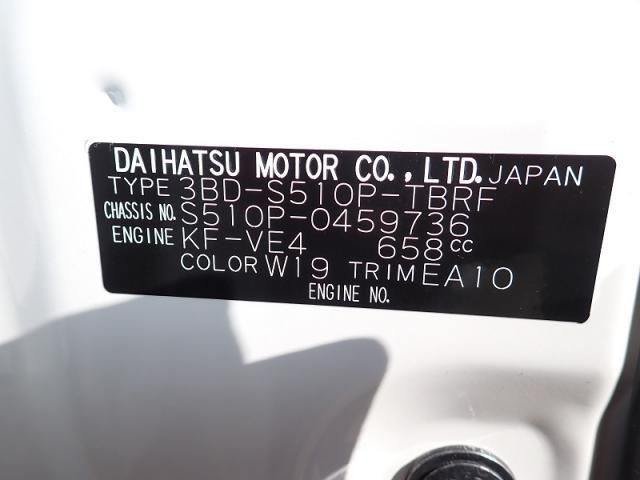 DAIHATSU MOTOR CO., LTD. JAPAN
TYPE 3BD-S510P-TBRF
CHASSIS NO. S510P-0459736
ENGINE KF-VE4 658cc
COLOR W19 TRIM EA10
ENGINE NO.